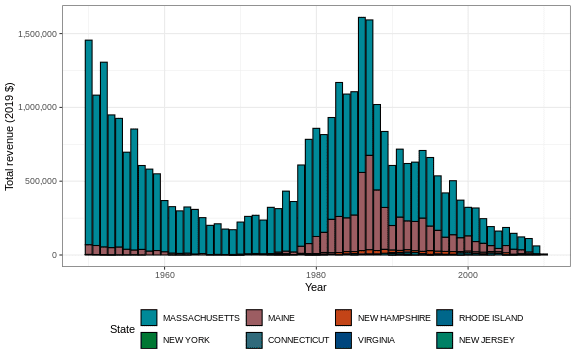 Total revenue (2019 $)
1,500,000
1,000,000
500,000
0
1960 1980 2000
Year
State
MASSACHUSETTS MAINE NEW HAMPSHIRE RHODE ISLAND
NEW YORK CONNECTICUT VIRGINIA NEW JERSEY